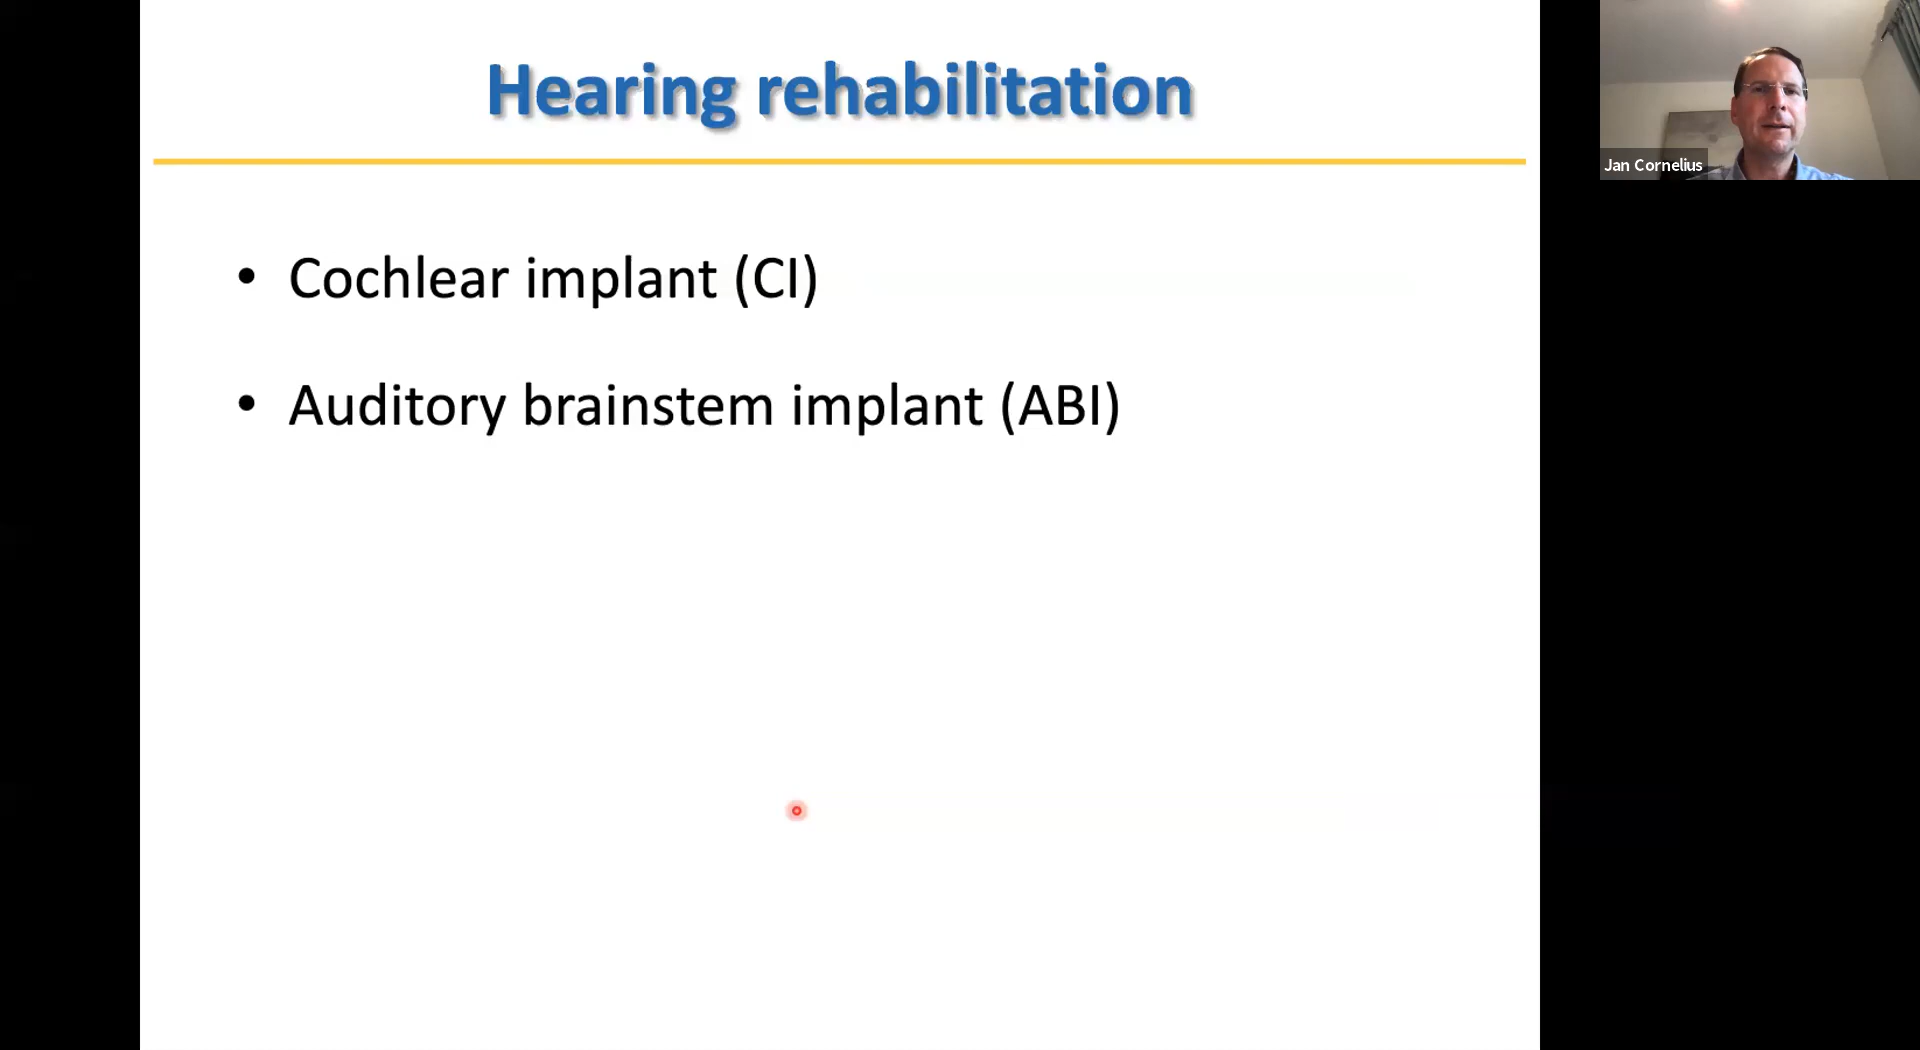 Hearing rehabilitation
• Cochlear implant (CI)
• Auditory brainstem implant (ABI)
Jan Cornelius